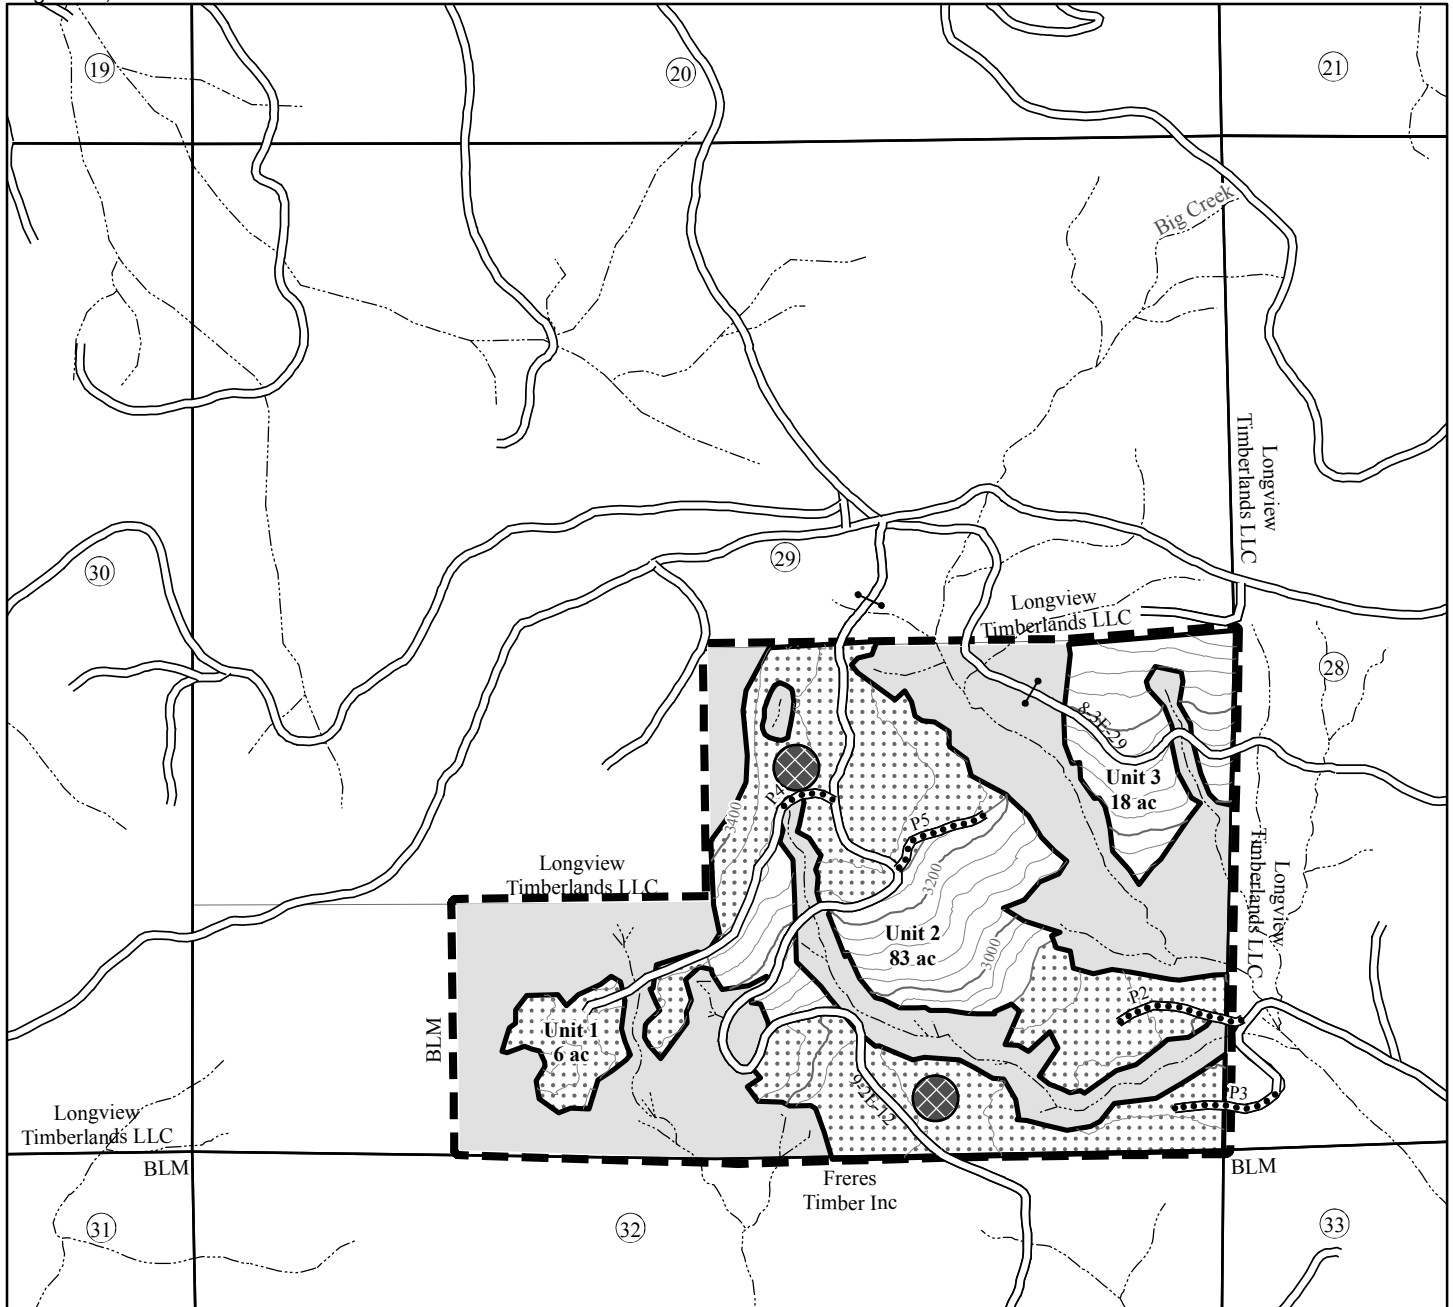 19
20
21
Big Creek
Longview
Timberlands LLC
30
29
Longview
Timberlands LLC
28
8-3E-29
Unit 3
18 ac
P4
3400
P5
3200
Longview
Timberlands LLC
Longview
Timberlands LLC
Unit 2
83 ac
3000
P2
BLM
Unit 1
6 ac
9-2E-12
P3
Longview
Timberlands LLC
BLM
BLM
Freres
Timber Inc
31
32
33